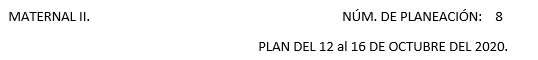 MATERNAL II. NÚM. DE PLANEACIÓN: 8
PLAN DEL 12 al 16 DE OCTUBRE DEL 2020.